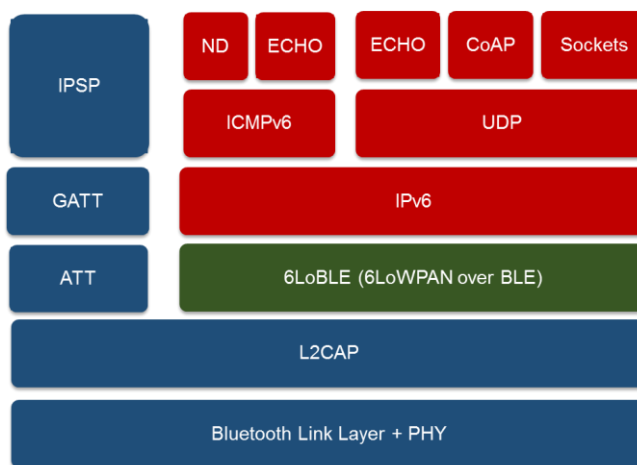 IPSP
ND
ECHO
ECHO
CoAP
Sockets
ICMPv6
UDP
GATT
IPv6
ATT
6LoBLE (6LoWPAN over BLE)
L2CAP
Bluetooth Link Layer + PHY